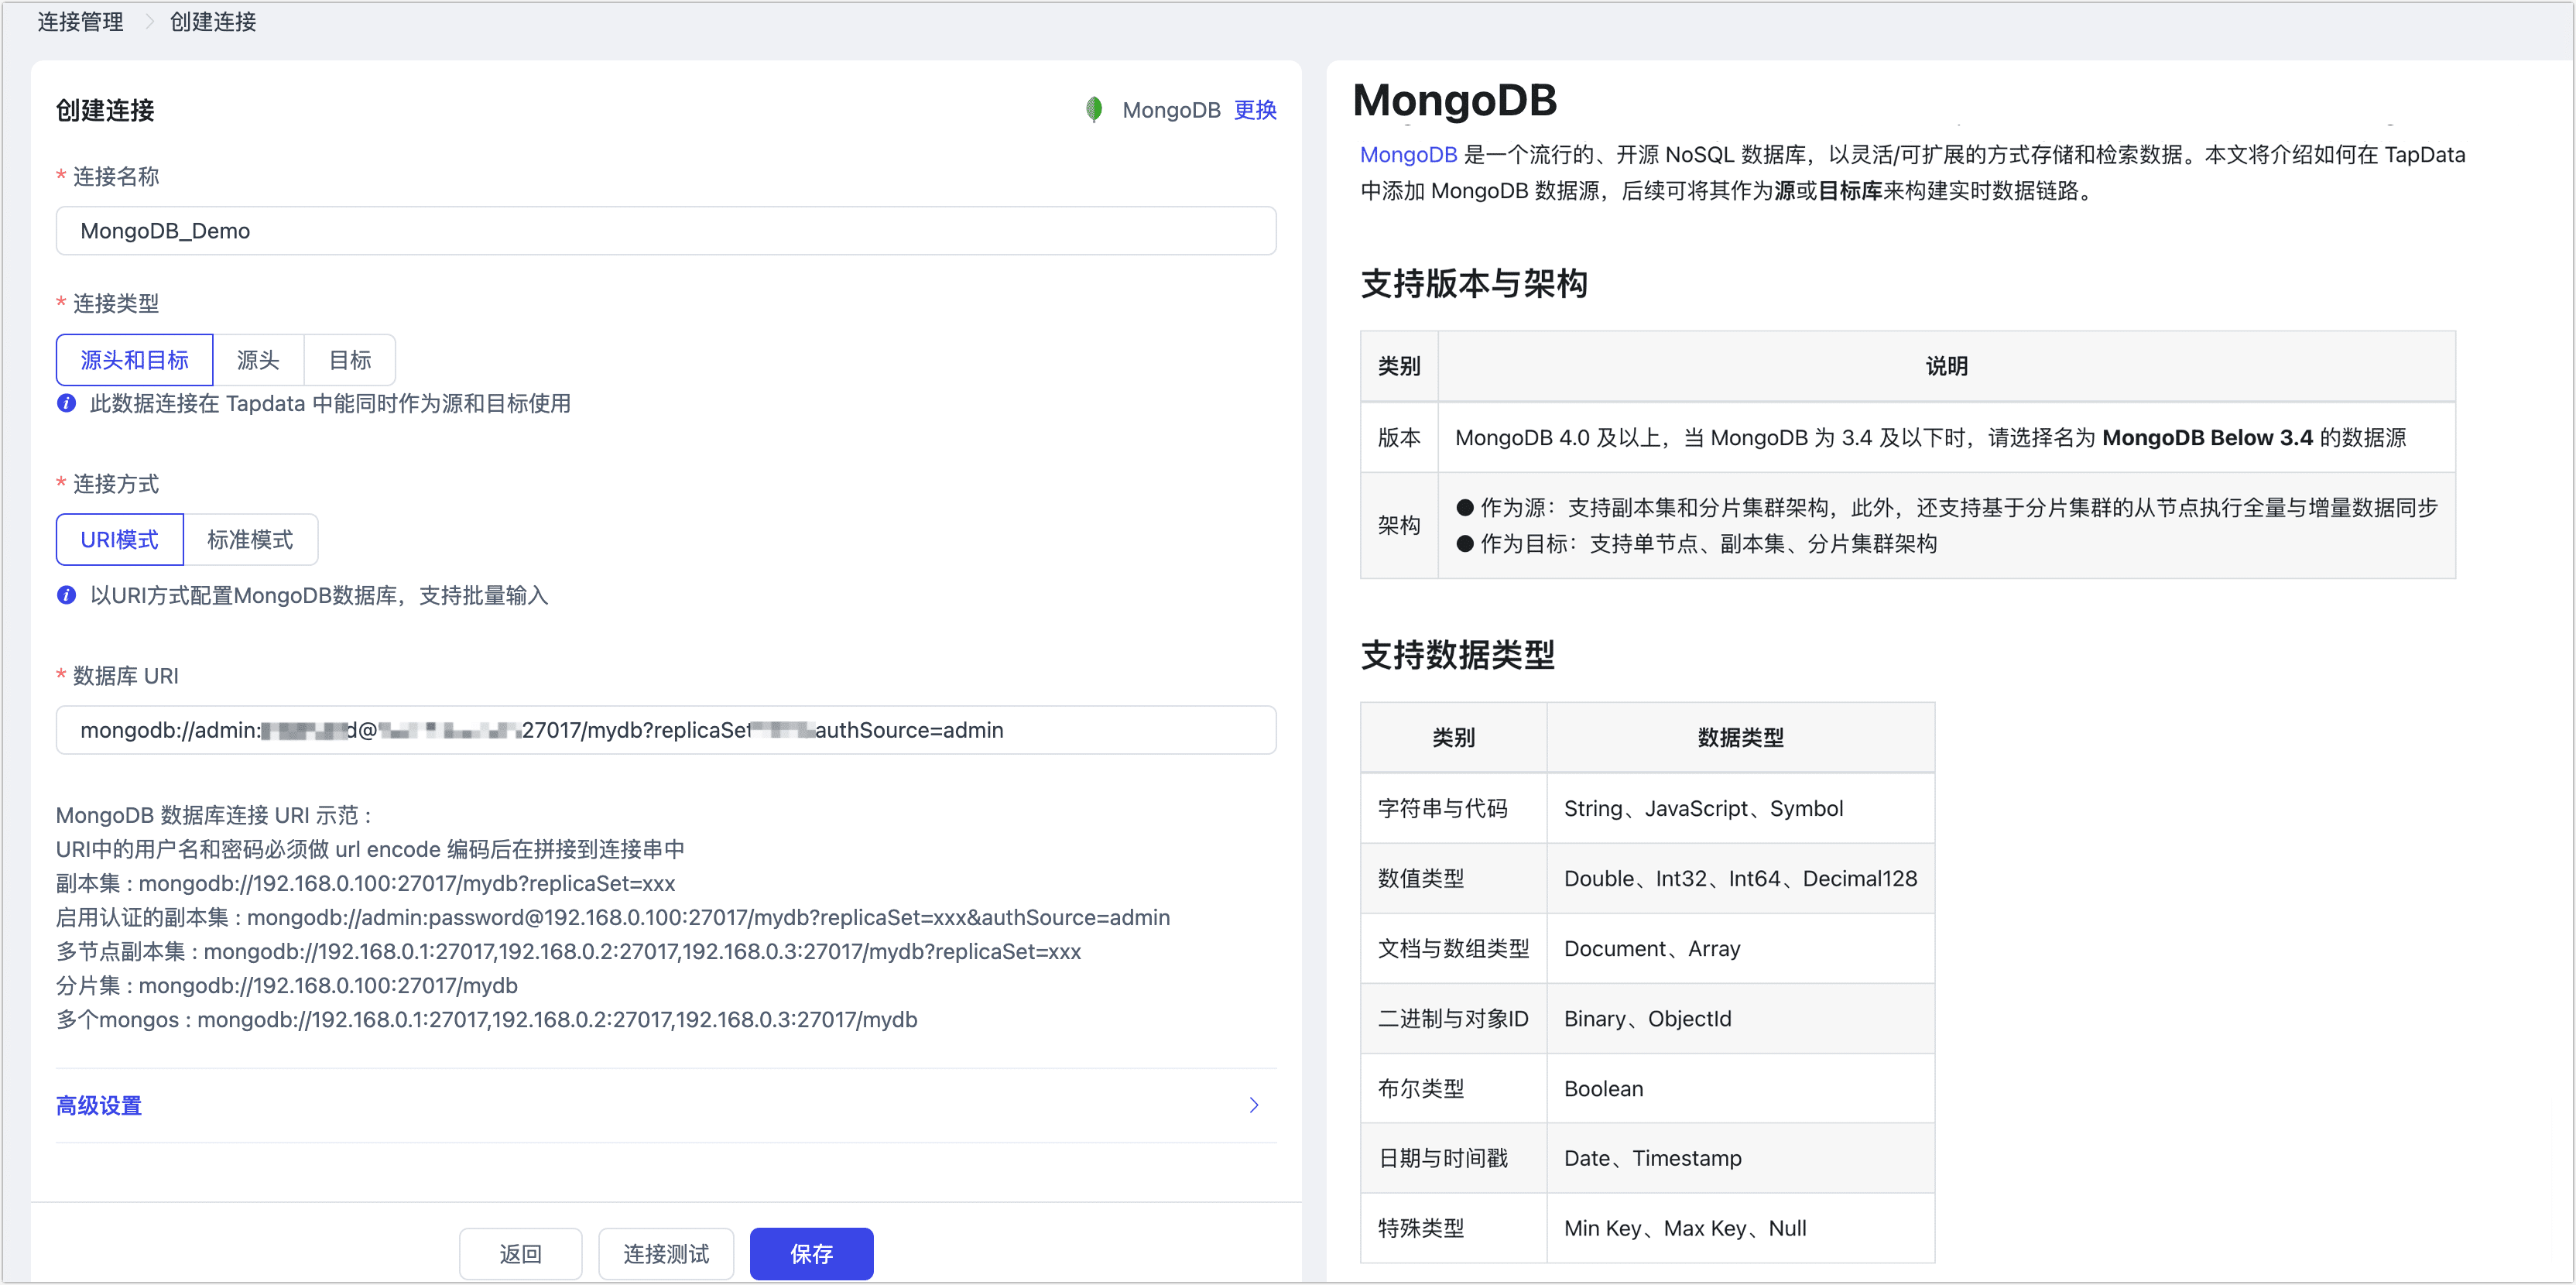 连接管理 > 创建连接
创建连接
MongoDB 更换
* 连接名称
MongoDB_Demo
* 连接类型
源头和目标 源头 目标
此数据连接在 Tapdata 中能同时作为源和目标使用
* 连接方式
URI模式 标准模式
以URI方式配置MongoDB数据库，支持批量输入
* 数据库 URI
mongodb://admin: d@ 27017/mydb?replicaSet authSource=admin
MongoDB 数据库连接 URI 示范 :
URI中的用户名和密码必须做 url encode 编码后在拼接到连接串中
副本集 : mongodb://192.168.0.100:27017/mydb?replicaSet=xxx
启用认证的副本集 : mongodb://admin:password@192.168.0.100:27017/mydb?replicaSet=xxx&authSource=admin
多节点副本集 : mongodb://192.168.0.1:27017,192.168.0.2:27017,192.168.0.3:27017/mydb?replicaSet=xxx
分片集 : mongodb://192.168.0.100:27017/mydb
多个mongos : mongodb://192.168.0.1:27017,192.168.0.2:27017,192.168.0.3:27017/mydb
高级设置
返回 连接测试 保存
MongoDB
MongoDB 是一个流行的、开源 NoSQL 数据库，以灵活/可扩展的方式存储和检索数据。本文将介绍如何在 TapData
中添加 MongoDB 数据源，后续可将其作为源或目标库来构建实时数据链路。
支持版本与架构
类别 说明
版本 MongoDB 4.0 及以上，当 MongoDB 为 3.4 及以下时，请选择名为 MongoDB Below 3.4 的数据源
架构
● 作为源：支持副本集和分片集群架构，此外，还支持基于分片集群的从节点执行全量与增量数据同步
● 作为目标：支持单节点、副本集、分片集群架构
支持数据类型
类别 数据类型
字符串与代码 String、JavaScript、Symbol
数值类型 Double、Int32、Int64、Decimal128
文档与数组类型 Document、Array
二进制与对象ID Binary、ObjectId
布尔类型 Boolean
日期与时间戳 Date、Timestamp
特殊类型 Min Key、Max Key、Null